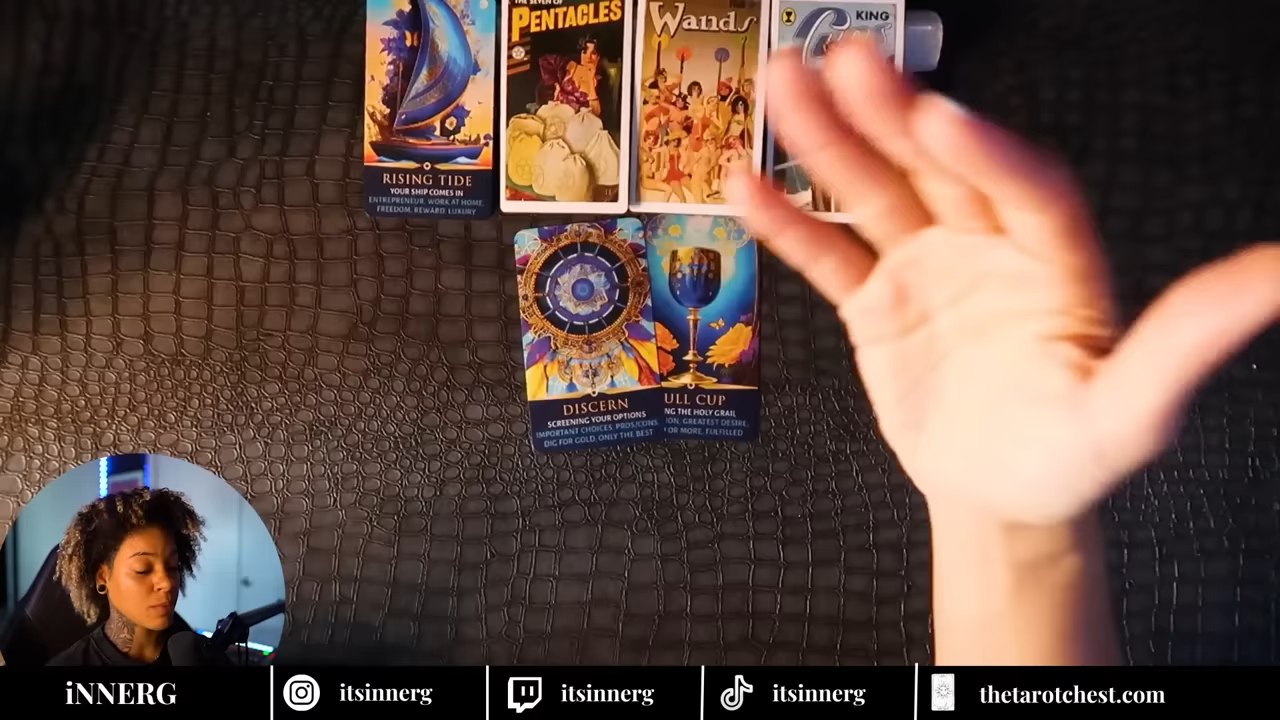 THE SEVEN OF
PENTACLES
Wands
KING
RISING TIDE
YOUR SHIP COMES IN
ENTREPRENEUR, WORK AT HOME,
FREEDOM, REWARD, LUXURY
DISCERN
SCREENING YOUR OPTIONS
IMPORTANT CHOICES, PROS/CONS,
DIG FOR GOLD, ONLY THE BEST
ULL CUP
NG THE HOLY GRAIL
ION, GREATEST DESIRE,
OR MORE, FULFILLED
iNNERG
itsinnerg
itsinnerg
itsinnerg
thetarotchest.com